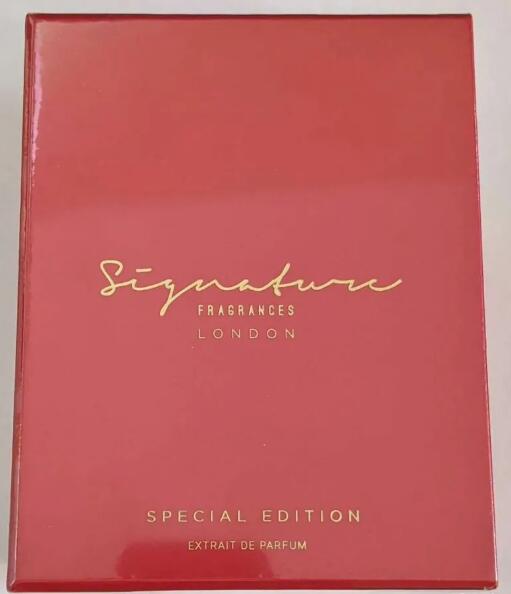 Signature
FRAGRANCES
LONDON
SPECIAL EDITION
EXTRAIT DE PARFUM